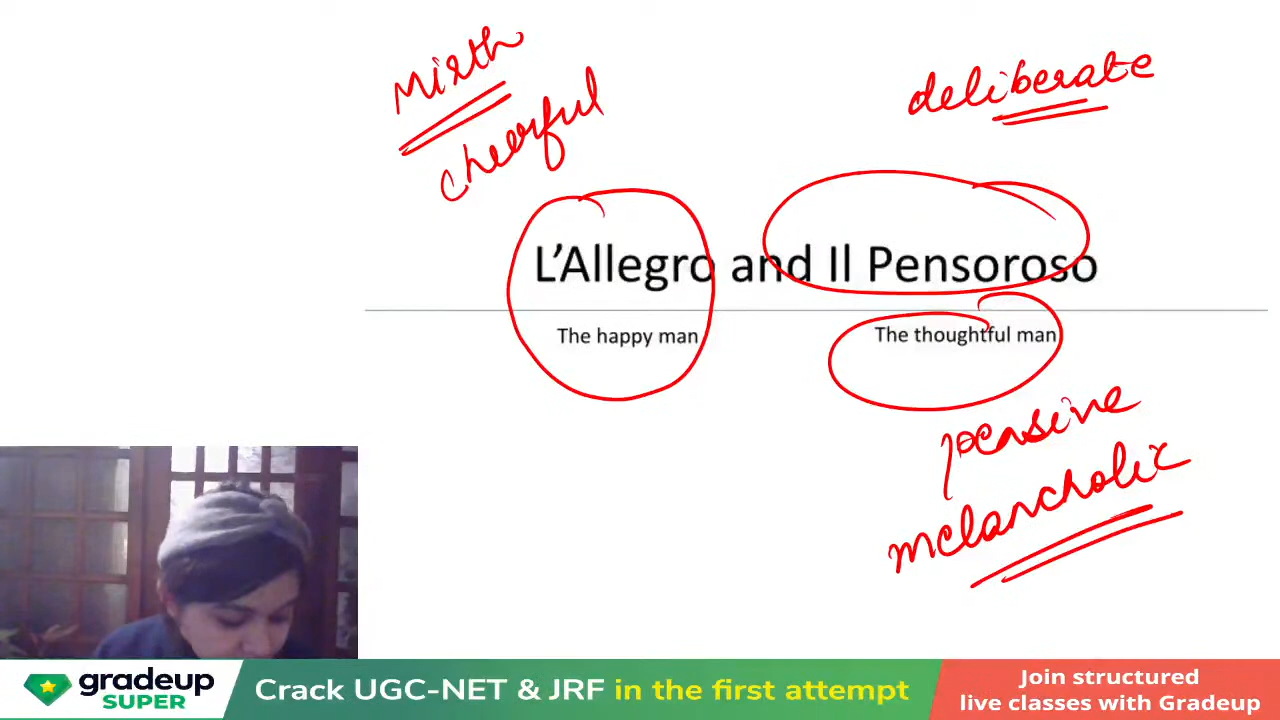 Mirth
cheerful
deliberate
L'Allegro and Il Pensoroso
The happy man
The thoughtful man
pensive
melancholic
gradeup
SUPER
Crack UGC-NET & JRF in the first attempt
Join structured
live classes with Gradeup